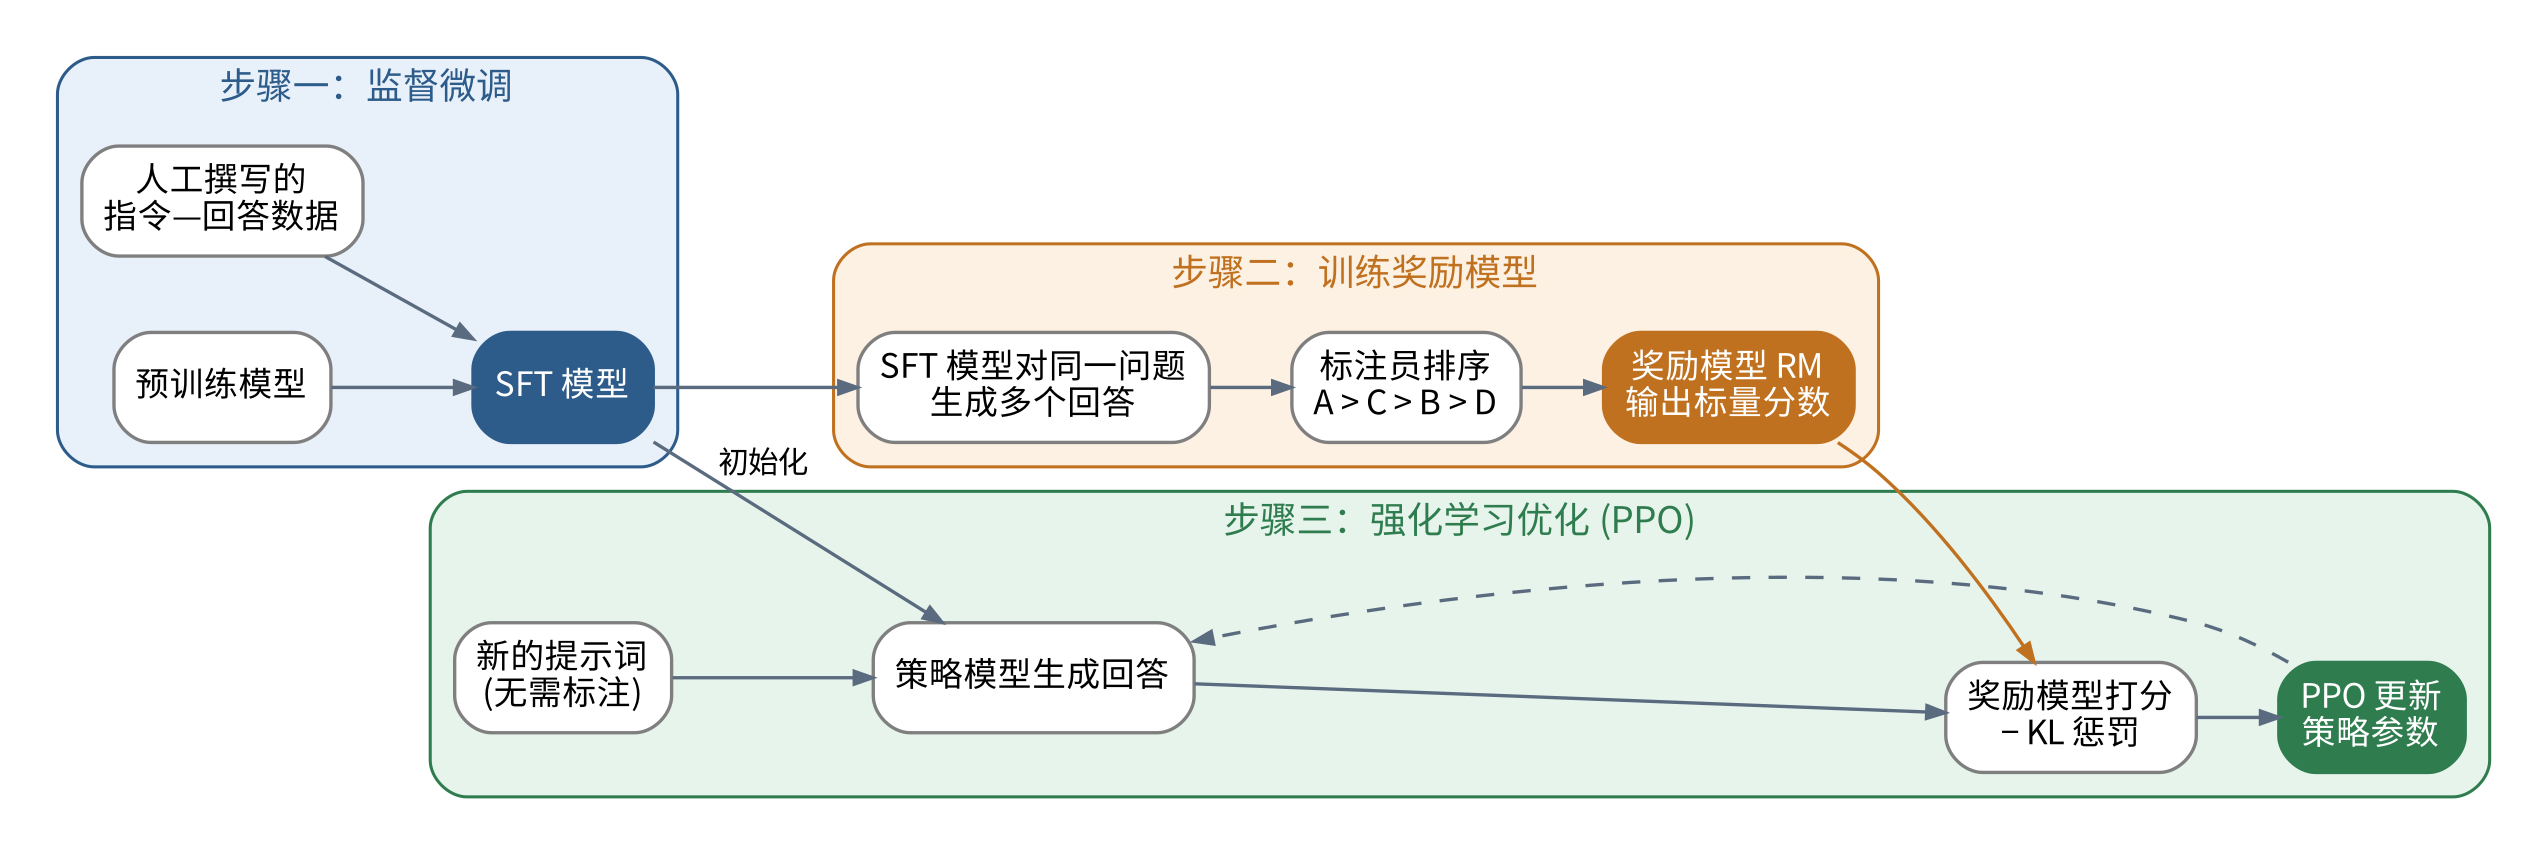 步骤一：监督微调
人工撰写的
指令—回答数据
预训练模型
SFT 模型
步骤二：训练奖励模型
SFT 模型对同一问题
生成多个回答
标注员排序
A > C > B > D
奖励模型 RM
输出标量分数
初始化
步骤三：强化学习优化 (PPO)
新的提示词
(无需标注)
策略模型生成回答
奖励模型打分
− KL 惩罚
PPO 更新
策略参数